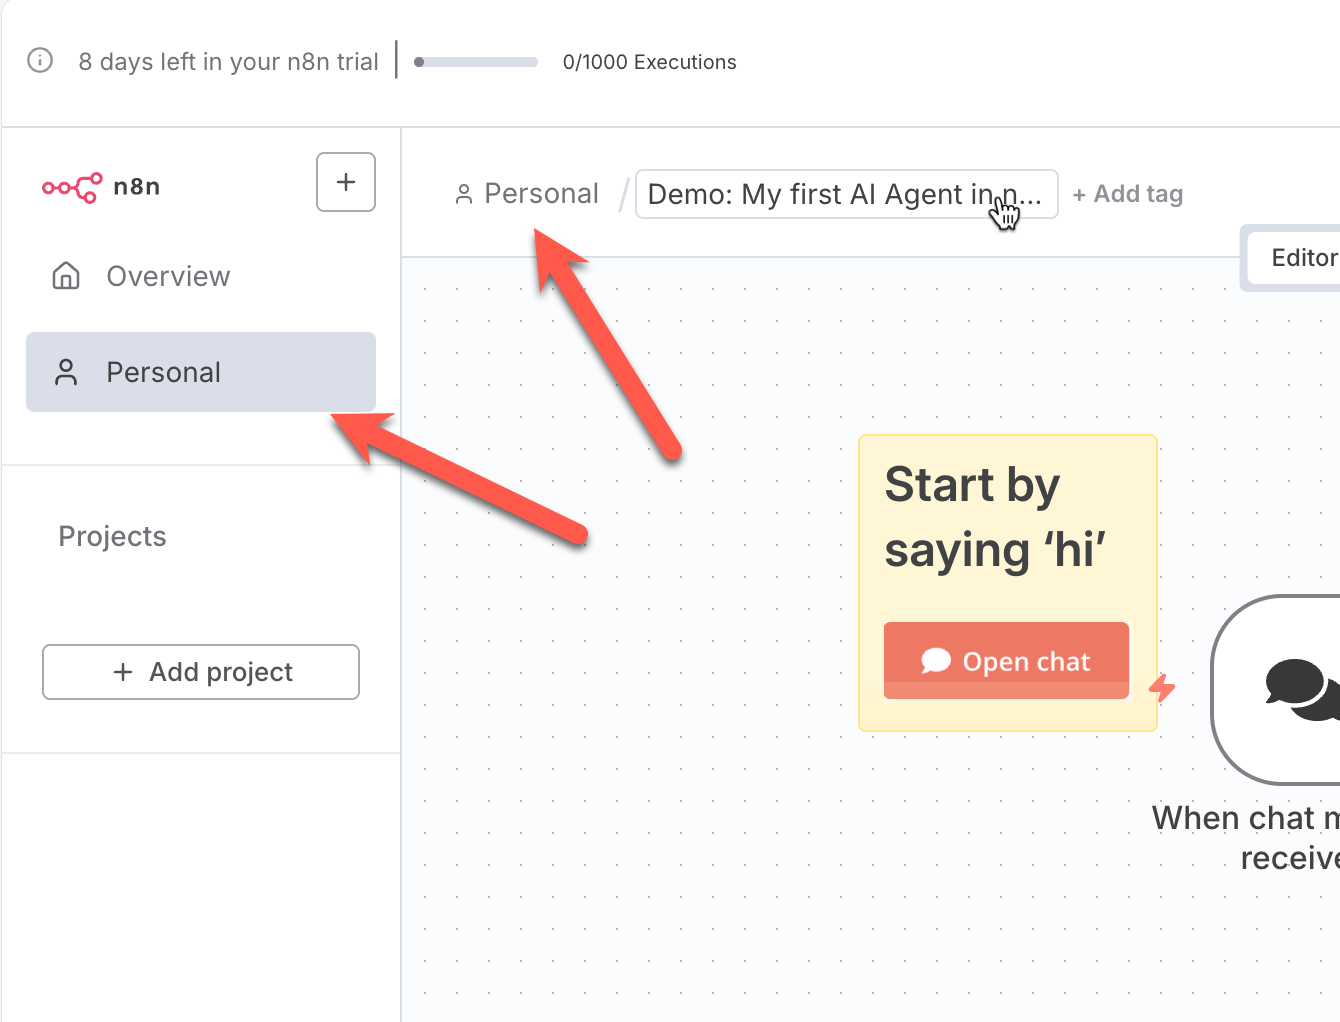 8 days left in your n8n trial
0/1000 Executions
n8n
Personal / Demo: My first AI Agent in n... + Add tag
Overview
Editor
Personal
Start by
saying ‘hi’
Projects
Open chat
+ Add project
When chat m
receive